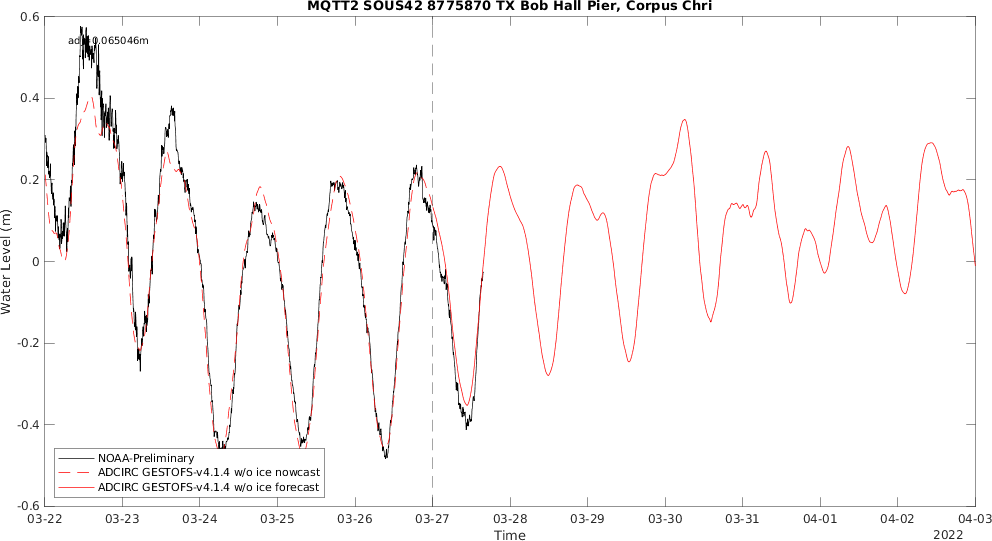 MQTT2 SOUS42 8775870 TX Bob Hall Pier, Corpus Chri
0.065046m
0.6
0.4
0.2
0
-0.2
-0.4
-0.6
Water Level (m)
NOAA-Preliminary
ADCIRC GESTOFS-v4.1.4 w/o ice nowcast
ADCIRC GESTOFS-v4.1.4 w/o ice forecast
03-22 03-23 03-24 03-25 03-26 03-27 03-28 03-29 03-30 03-31 04-01 04-02 04-03
Time
2022